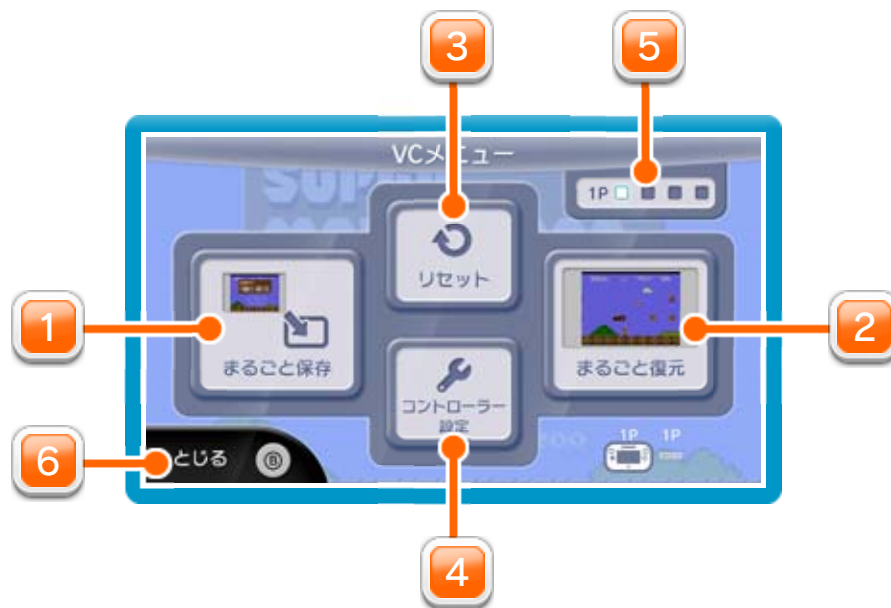 3
5
VCメニュー
SUPER
1P
リセット
1
まるごと保存
2
まるごと復元
コントローラー
設定
1P 1P
6
とじる B
4